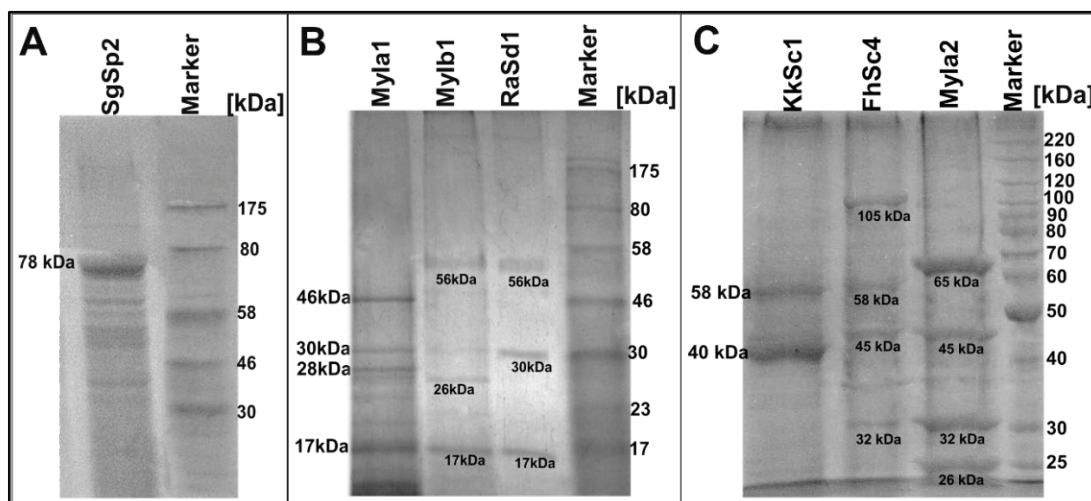 A
SgSp2
Marker
[kDa]
78 kDa
175
80
58
46
30
B
Myla1
Mylb1
RaSd1
Marker
[kDa]
46kDa
30kDa
28kDa
17kDa
56kDa
26kDa
17kDa
56kDa
30kDa
17kDa
175
80
58
46
30
23
17
C
KkSc1
FhSc4
Myla2
Marker
[kDa]
58 kDa
40 kDa
105 kDa
58 kDa
45 kDa
32 kDa
65 kDa
45 kDa
32 kDa
26 kDa
220
160
120
100
90
80
70
60
50
40
30
25